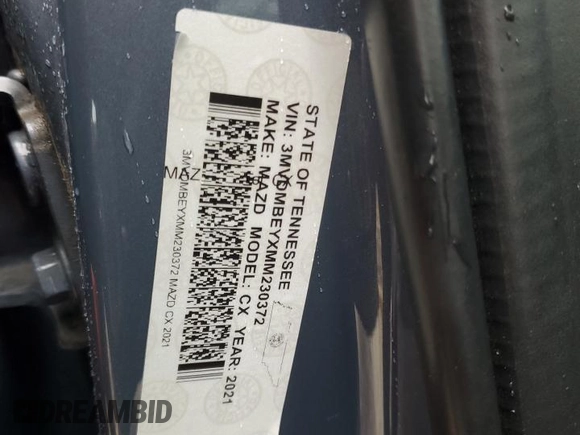 STATE OF TENNESSEE
VIN: 3MVDMBEYXMM230372
MAKE: MAZD MODEL: CX YEAR: 2021
3MVDMBEYXMM230372 MAZD CX 2021
MAZ
DREAMBID